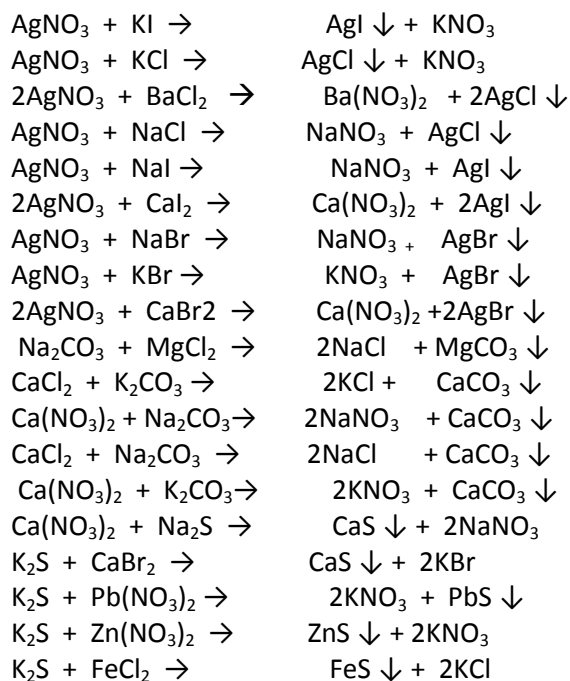 AgNO₃ + KI → AgI ↓ + KNO₃
AgNO₃ + KCl → AgCl ↓ + KNO₃
2AgNO₃ + BaCl₂ → Ba(NO₃)₂ + 2AgCl ↓
AgNO₃ + NaCl → NaNO₃ + AgCl ↓
AgNO₃ + NaI → NaNO₃ + AgI ↓
2AgNO₃ + CaI₂ → Ca(NO₃)₂ + 2AgI ↓
AgNO₃ + NaBr → NaNO₃ ₊ AgBr ↓
AgNO₃ + KBr → KNO₃ + AgBr ↓
2AgNO₃ + CaBr2 → Ca(NO₃)₂ +2AgBr ↓
Na₂CO₃ + MgCl₂ → 2NaCl + MgCO₃ ↓
CaCl₂ + K₂CO₃ → 2KCl + CaCO₃ ↓
Ca(NO₃)₂ + Na₂CO₃→ 2NaNO₃ + CaCO₃ ↓
CaCl₂ + Na₂CO₃ → 2NaCl + CaCO₃ ↓
Ca(NO₃)₂ + K₂CO₃→ 2KNO₃ + CaCO₃ ↓
Ca(NO₃)₂ + Na₂S → CaS ↓ + 2NaNO₃
K₂S + CaBr₂ → CaS ↓ + 2KBr
K₂S + Pb(NO₃)₂ → 2KNO₃ + PbS ↓
K₂S + Zn(NO₃)₂ → ZnS ↓ + 2KNO₃
K₂S + FeCl₂ → FeS ↓ + 2KCl